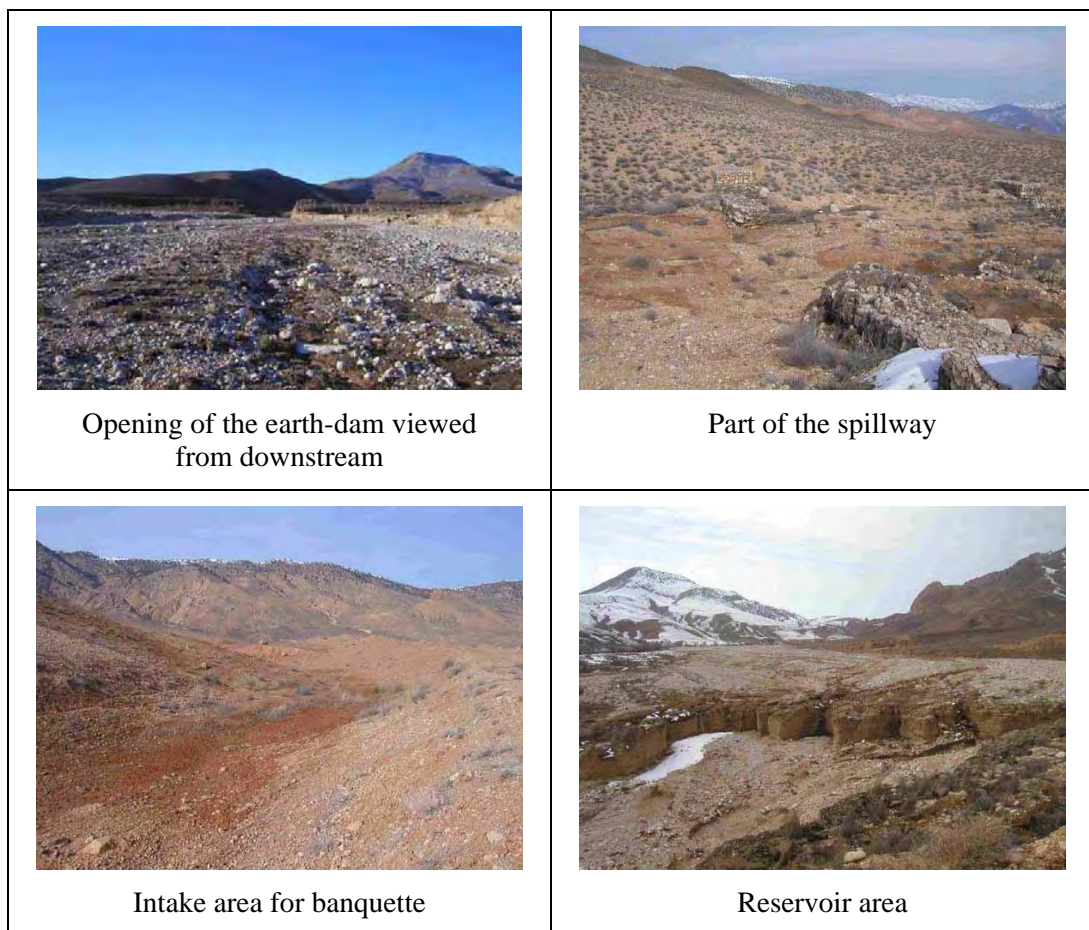 Opening of the earth-dam viewed
from downstream
Part of the spillway
Intake area for banquette
Reservoir area